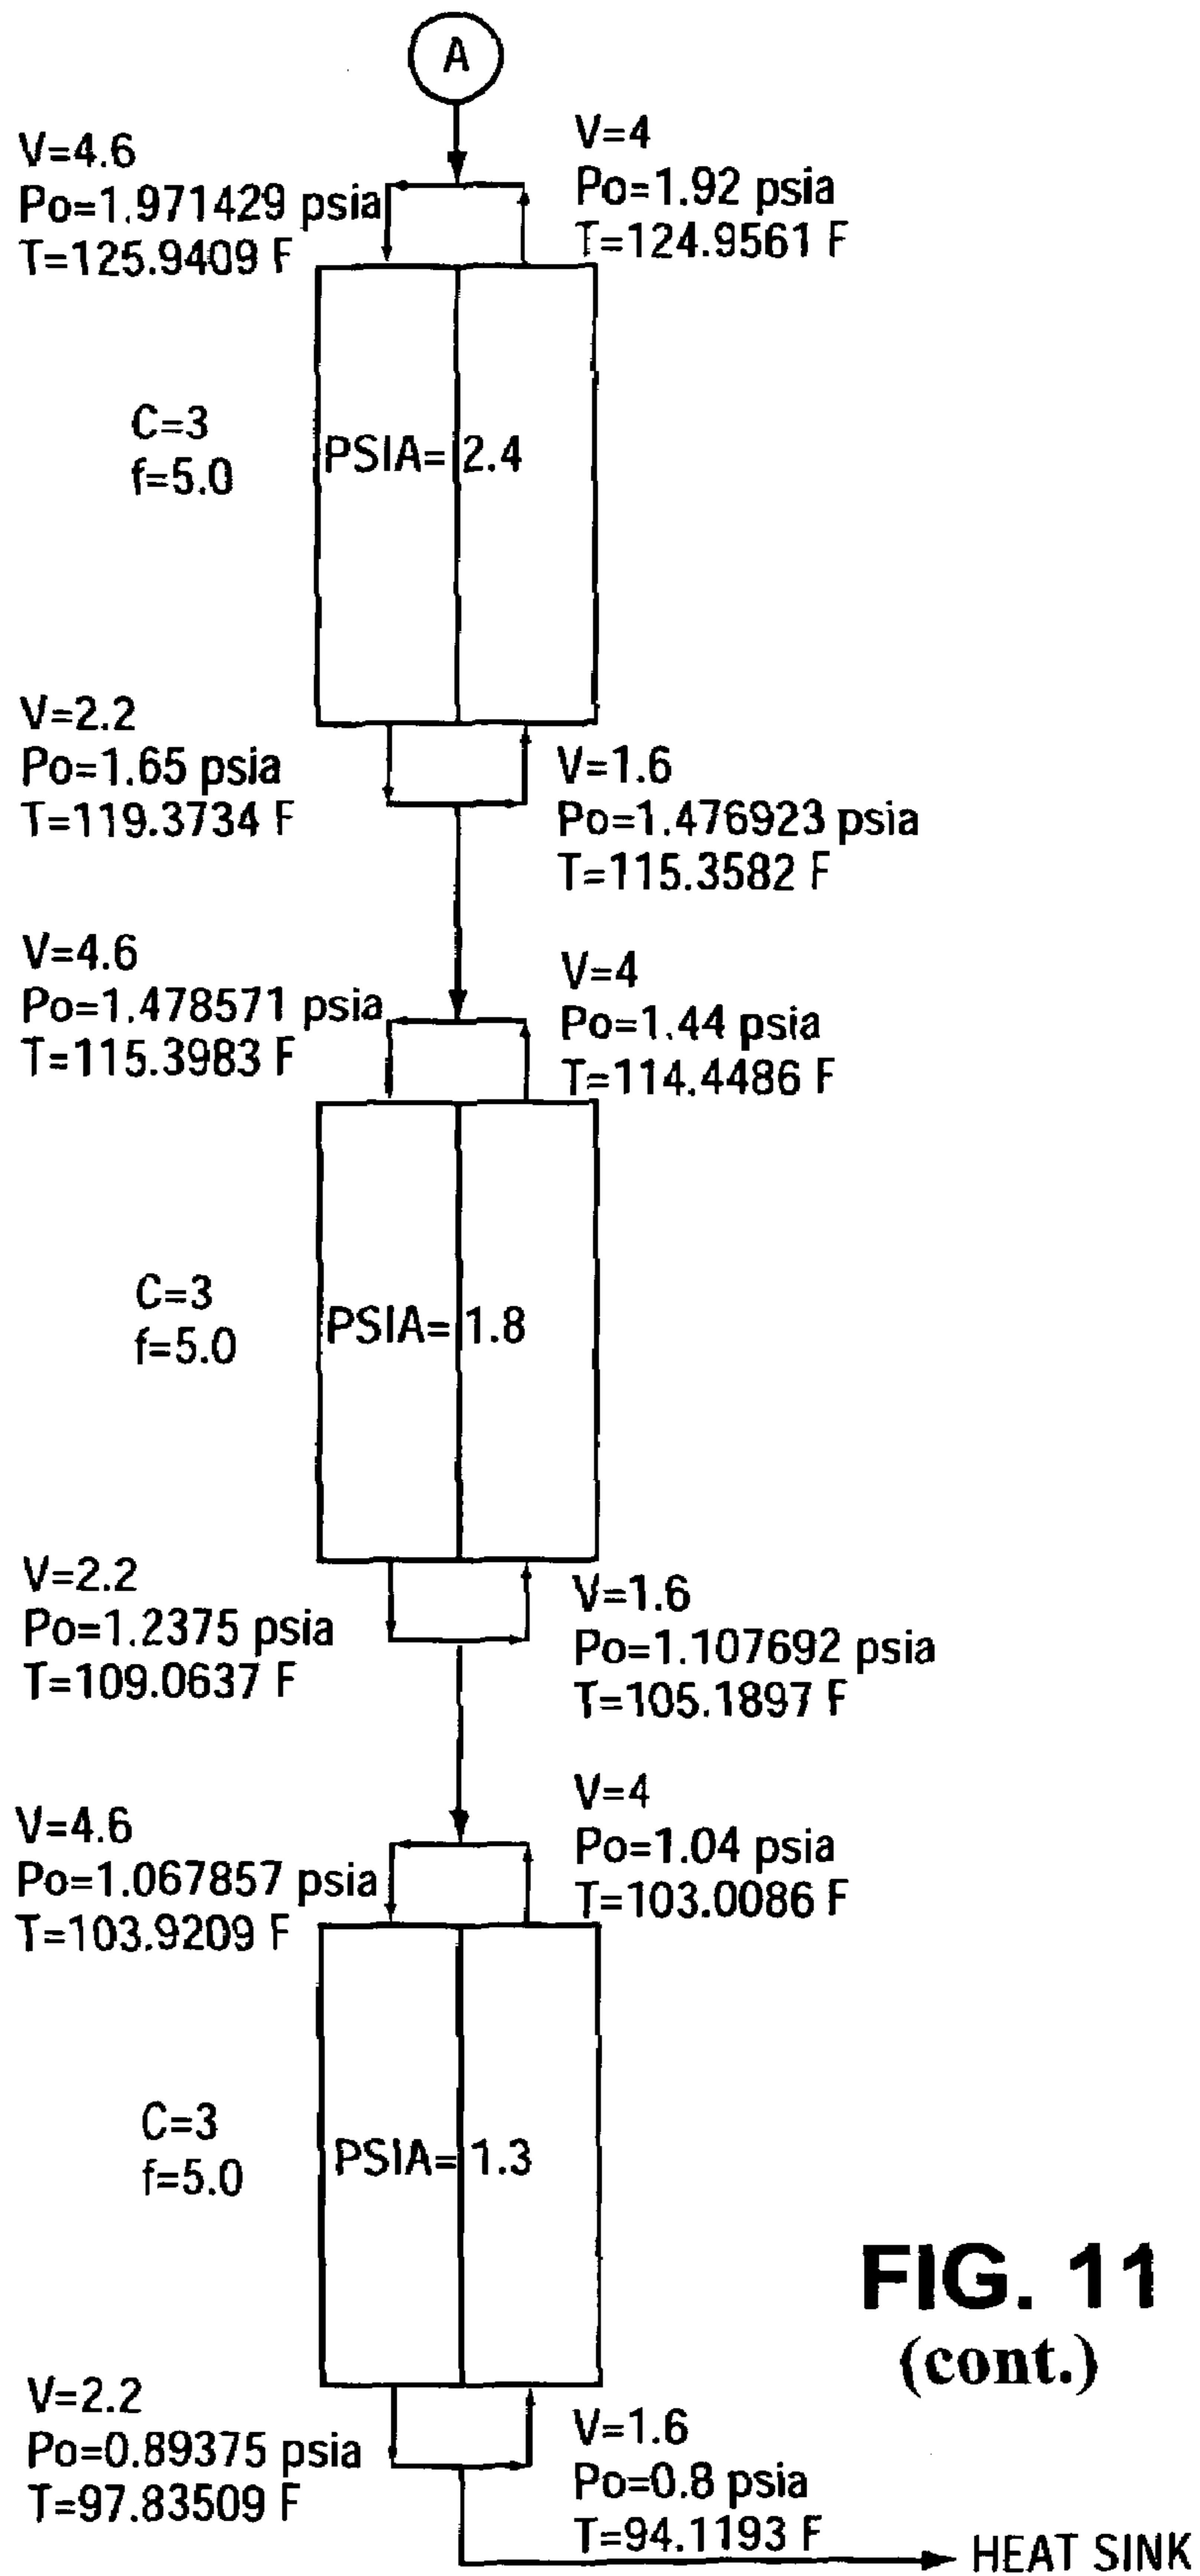 A
V=4.6
Po=1.971429 psia
T=125.9409 F
V=4
Po=1.92 psia
T=124.9561 F
C=3
f=5.0
PSIA= 2.4
V=2.2
Po=1.65 psia
T=119.3734 F
V=1.6
Po=1.476923 psia
T=115.3582 F
V=4.6
Po=1.478571 psia
T=115.3983 F
V=4
Po=1.44 psia
T=114.4486 F
C=3
f=5.0
PSIA= 1.8
V=2.2
Po=1.2375 psia
T=109.0637 F
V=1.6
Po=1.107692 psia
T=105.1897 F
V=4.6
Po=1.067857 psia
T=103.9209 F
V=4
Po=1.04 psia
T=103.0086 F
C=3
f=5.0
PSIA= 1.3
V=2.2
Po=0.89375 psia
T=97.83509 F
V=1.6
Po=0.8 psia
T=94.1193 F
HEAT SINK
FIG. 11
(cont.)